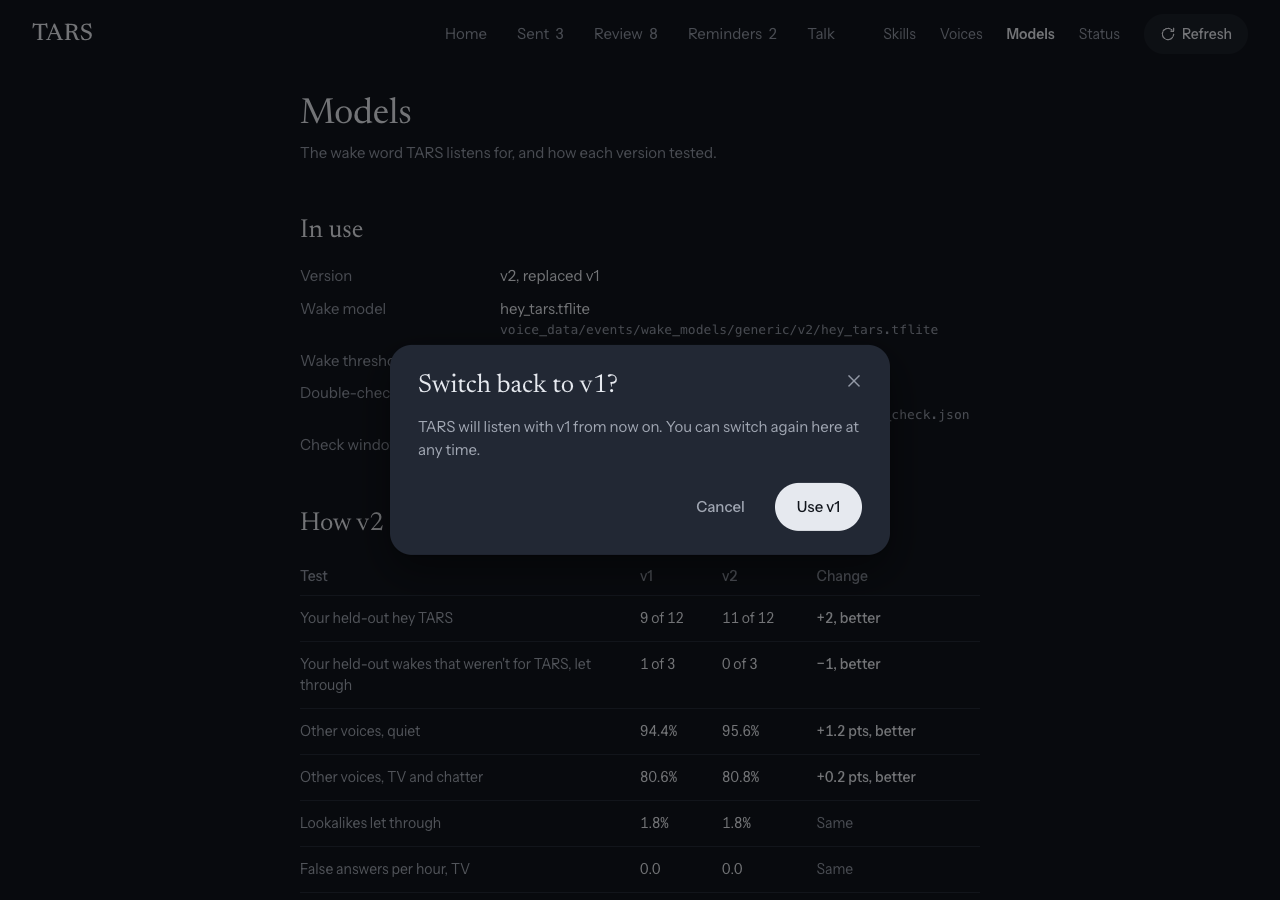 TARS
Home Sent 3 Review 8 Reminders 2 Talk Skills Voices Models Status Refresh
Models
The wake word TARS listens for, and how each version tested.
In use
Version v2, replaced v1
Wake model hey_tars.tflite
voice_data/events/wake_models/generic/v2/hey_tars.tflite
Wake
Double-chec
check.json
Check windo
Switch back to v1?
TARS will listen with v1 from now on. You can switch again here at
any time.
Cancel Use v1
How v2
Test v1 v2 Change
Your held-out hey TARS 9 of 12 11 of 12 +2, better
Your held-out wakes that weren't for TARS, let 1 of 3 0 of 3 −1, better
through
Other voices, quiet 94.4% 95.6% +1.2 pts, better
Other voices, TV and chatter 80.6% 80.8% +0.2 pts, better
Lookalikes let through 1.8% 1.8% Same
False answers per hour, TV 0.0 0.0 Same